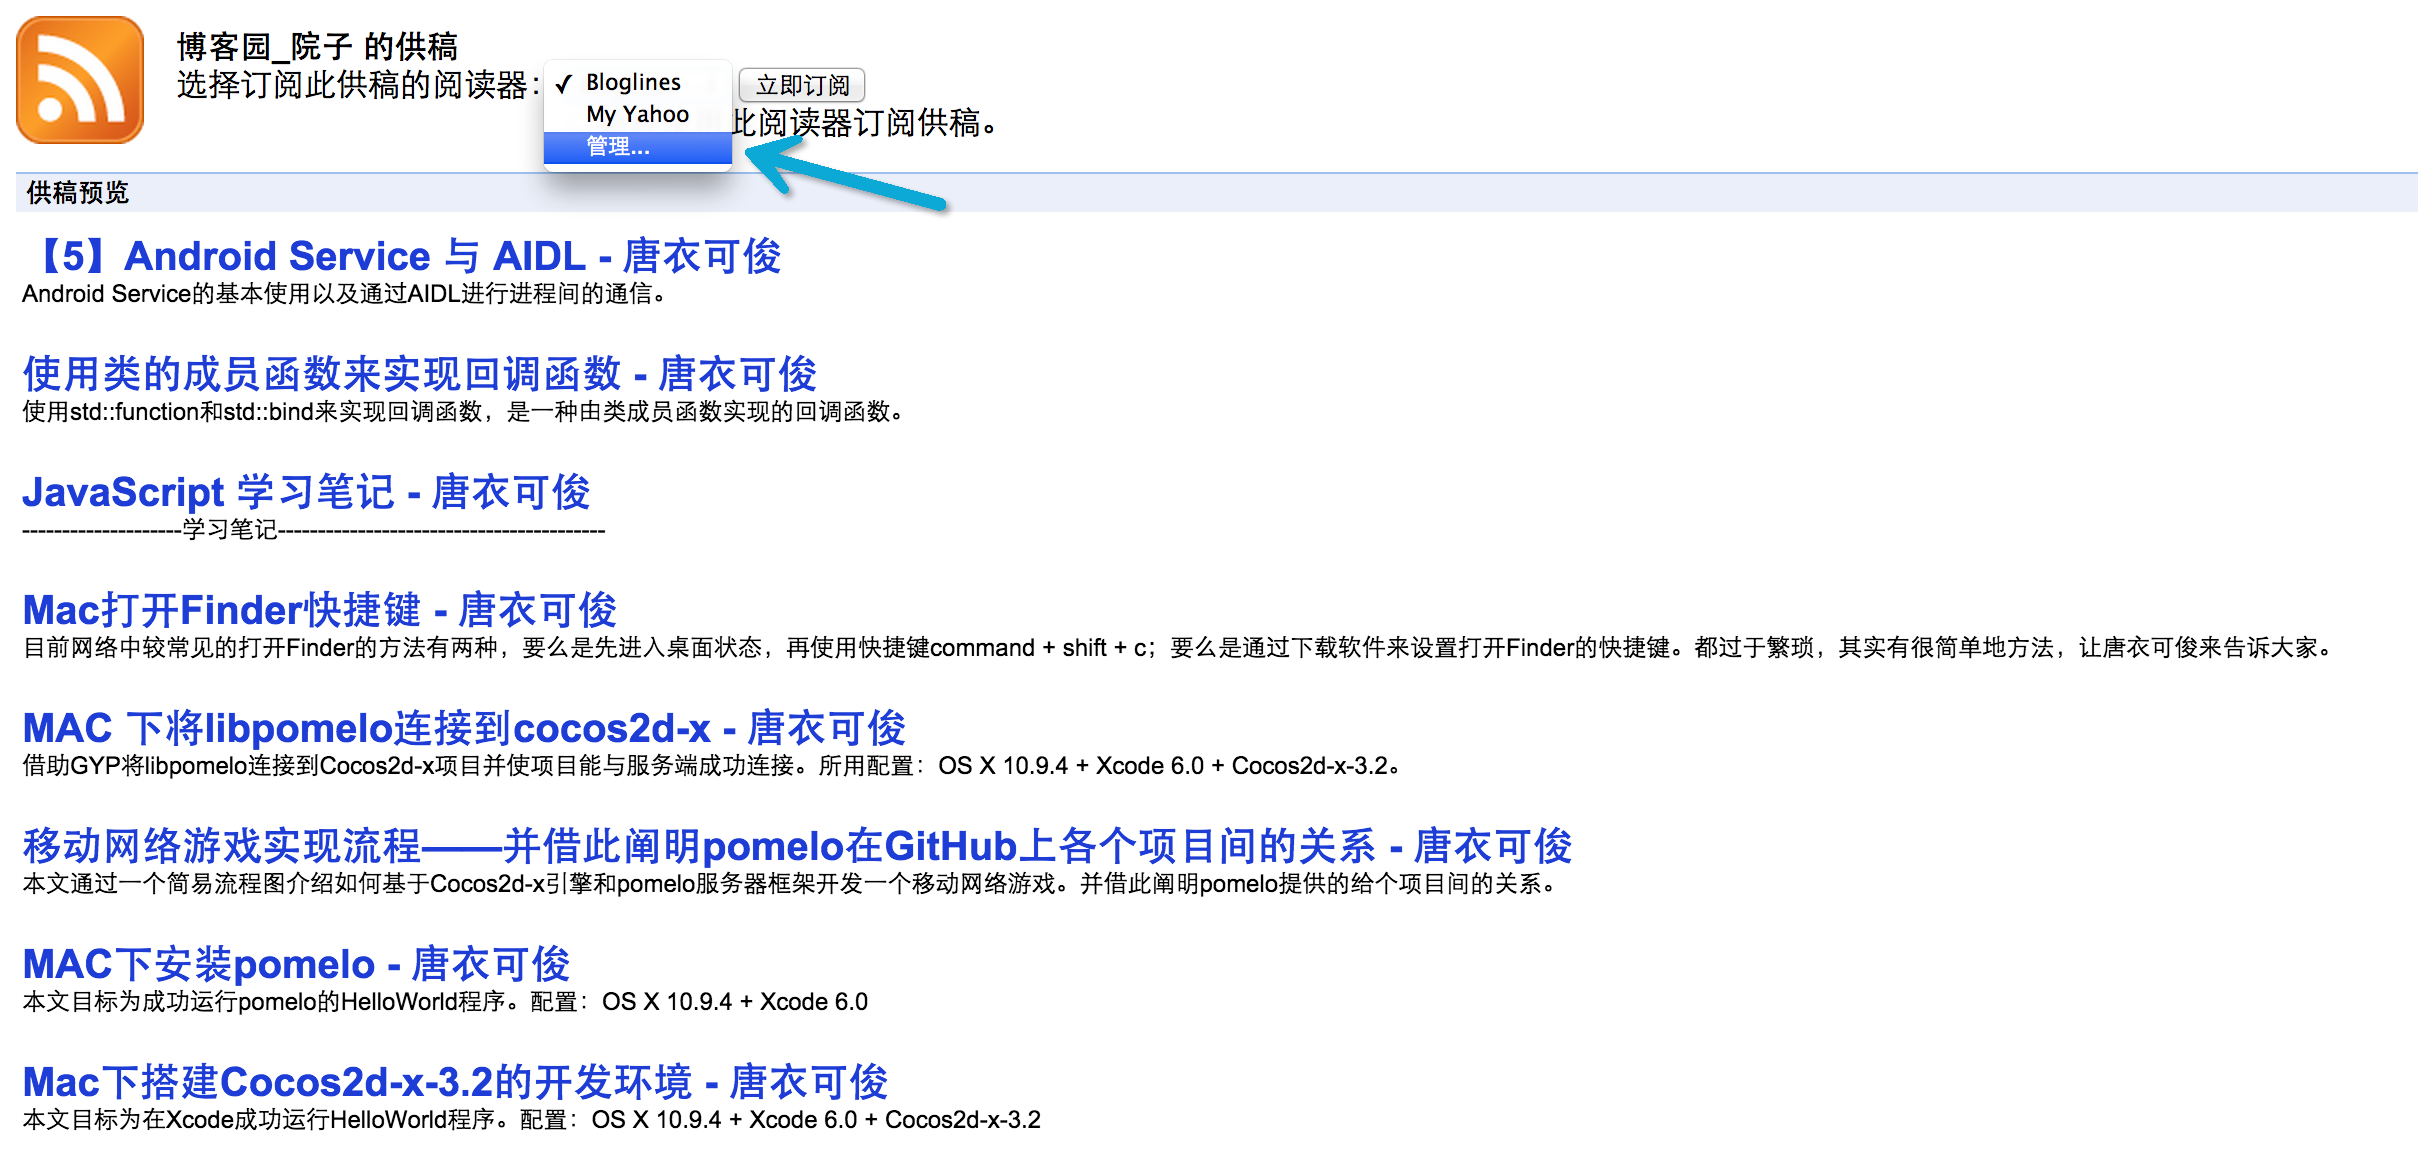 博客园_院子 的供稿
选择订阅此供稿的阅读器：
✓ Bloglines
My Yahoo
管理...
立即订阅
此阅读器订阅供稿。
供稿预览
【5】Android Service 与 AIDL - 唐衣可俊
Android Service的基本使用以及通过AIDL进行进程间的通信。
使用类的成员函数来实现回调函数 - 唐衣可俊
使用std::function和std::bind来实现回调函数，是一种由类成员函数实现的回调函数。
JavaScript 学习笔记 - 唐衣可俊
--------------------学习笔记-----------------------------------------
Mac打开Finder快捷键 - 唐衣可俊
目前网络中较常见的打开Finder的方法有两种，要么是先进入桌面状态，再使用快捷键command + shift + c；要么是通过下载软件来设置打开Finder的快捷键。都过于繁琐，其实有很简单地方法，让唐衣可俊来告诉大家。
MAC 下将libpomelo连接到cocos2d-x - 唐衣可俊
借助GYP将libpomelo连接到Cocos2d-x项目并使项目能与服务端成功连接。所用配置：OS X 10.9.4 + Xcode 6.0 + Cocos2d-x-3.2。
移动网络游戏实现流程——并借此阐明pomelo在GitHub上各个项目间的关系 - 唐衣可俊
本文通过一个简易流程图介绍如何基于Cocos2d-x引擎和pomelo服务器框架开发一个移动网络游戏。并借此阐明pomelo提供的给个项目间的关系。
MAC下安装pomelo - 唐衣可俊
本文目标为成功运行pomelo的HelloWorld程序。配置：OS X 10.9.4 + Xcode 6.0
Mac下搭建Cocos2d-x-3.2的开发环境 - 唐衣可俊
本文目标为在Xcode成功运行HelloWorld程序。配置：OS X 10.9.4 + Xcode 6.0 + Cocos2d-x-3.2